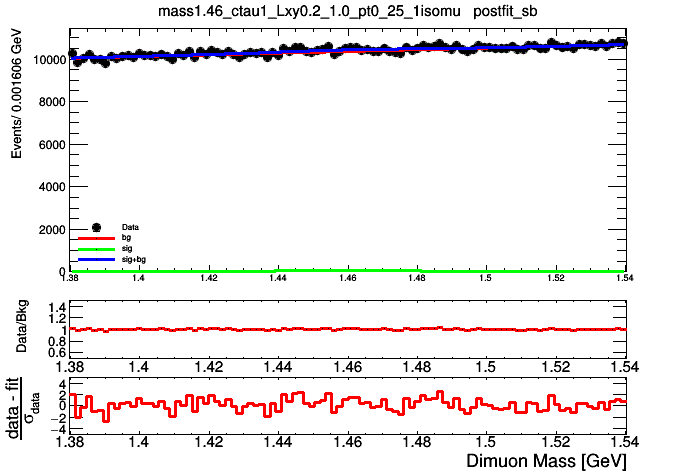 mass1.46_ctau1_Lxy0.2_1.0_pt0_25_1isomu postfit_sb
Events/ 0.001606 GeV
10000
8000
6000
4000
2000
0
Data
bg
sig
sig+bg
1.38 1.4 1.42 1.44 1.46 1.48 1.5 1.52 1.54
Data/Bkg
1.4
1.2
1
0.8
0.6
1.38 1.4 1.42 1.44 1.46 1.48 1.5 1.52 1.54
data - fit
σdata
4
2
0
−2
−4
1.38 1.4 1.42 1.44 1.46 1.48 1.5 1.52 1.54
Dimuon Mass [GeV]